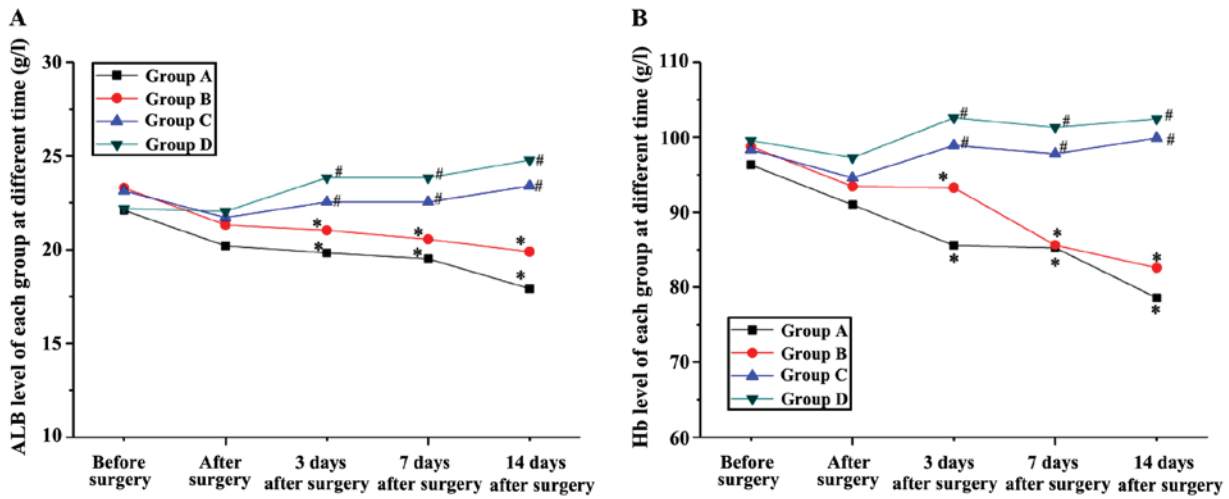 A
ALB level of each group at different time (g/l)
30
25
20
15
10
Group A
Group B
Group C
Group D
# # #
# # #
* * *
* * *
Before surgery
After surgery
3 days after surgery
7 days after surgery
14 days after surgery
B
Hb level of each group at different time (g/l)
110
100
90
80
70
60
# # #
# # #
* * *
* * *
Group A
Group B
Group C
Group D
Before surgery
After surgery
3 days after surgery
7 days after surgery
14 days after surgery